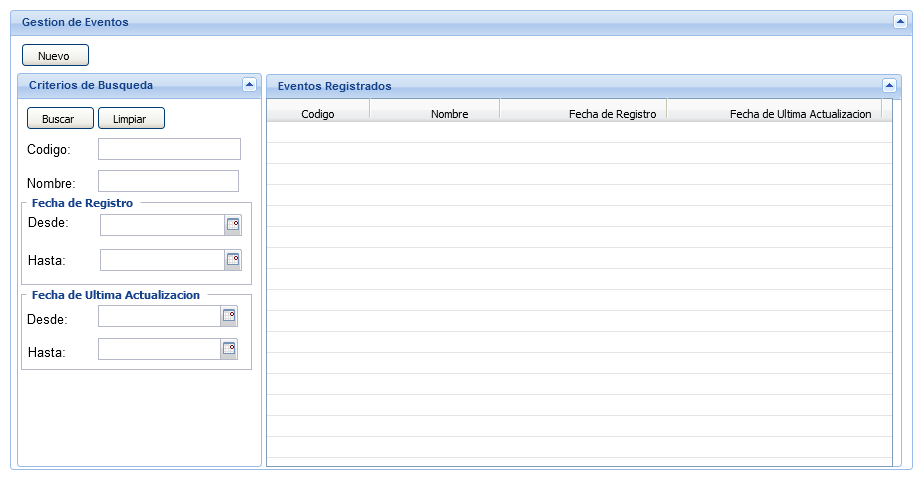 Gestion de Eventos
Nuevo
Criterios de Busqueda
Buscar Limpiar
Codigo:
Nombre:
Fecha de Registro
Desde:
Hasta:
Fecha de Ultima Actualizacion
Desde:
Hasta:
Eventos Registrados
Codigo Nombre Fecha de Registro Fecha de Ultima Actualizacion